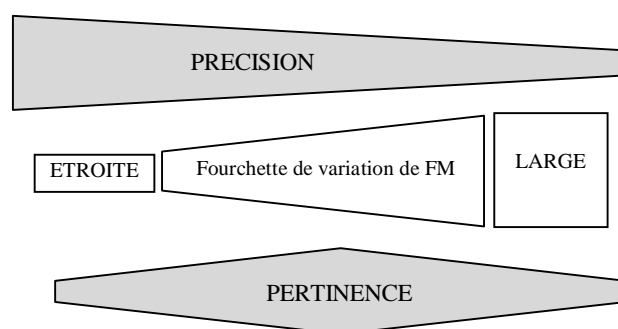 PRECISION
ETROITE Fourchette de variation de FM LARGE
PERTINENCE